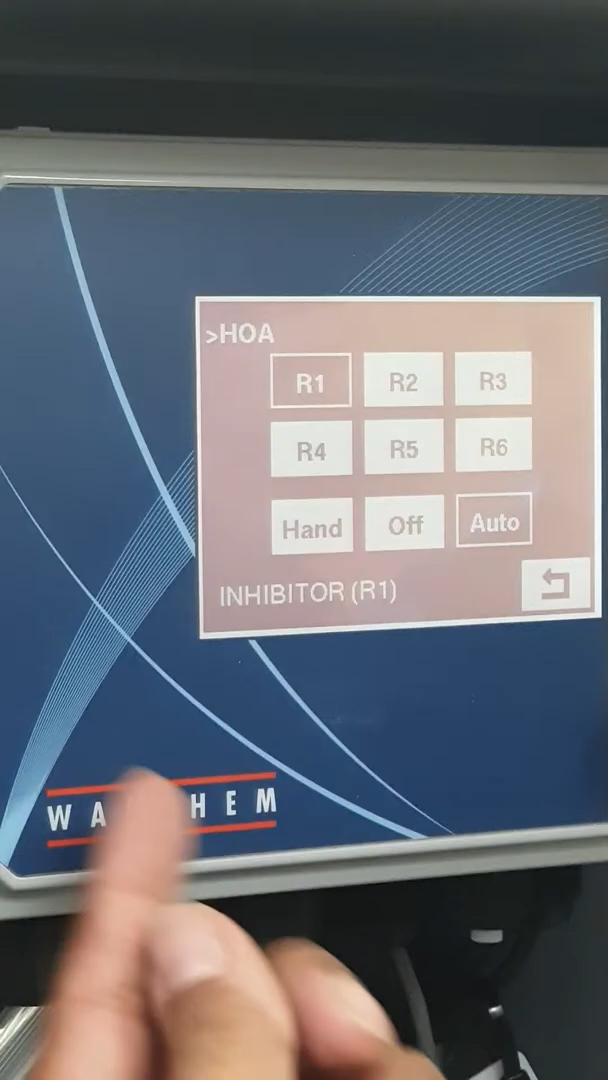 >HOA
R1 R2 R3
R4 R5 R6
Hand Off Auto
INHIBITOR (R1)